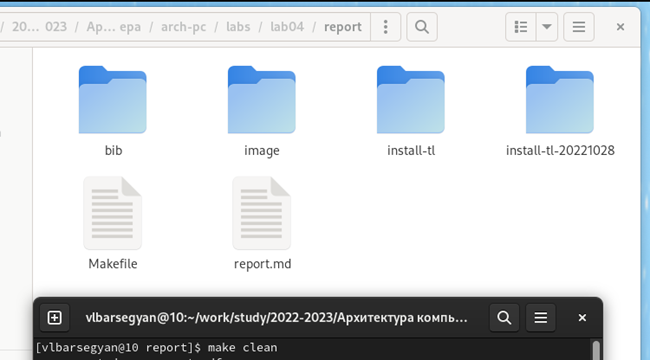 / 20... 023 / Ap... epa / arch-pc / labs / lab04 / report
bib
image
install-tl
install-tl-20221028
Makefile
report.md
vlbarsegyan@10:~/work/study/2022-2023/Архитектура компь...
[vlbarsegyan@10 report]$ make clean